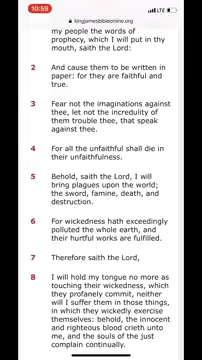 10:59
kingjamesbibleonline.org
my people the words of
prophecy, which I will put in thy
mouth, saith the Lord:
2 And cause them to be written in
paper: for they are faithful and
true.
3 Fear not the imaginations against
thee, let not the incredulity of
them trouble thee, that speak
against thee.
4 For all the unfaithful shall die in
their unfaithfulness.
5 Behold, saith the Lord, I will
bring plagues upon the world;
the sword, famine, death, and
destruction.
6 For wickedness hath exceedingly
polluted the whole earth, and
their hurtful works are fulfilled.
7 Therefore saith the Lord,
8 I will hold my tongue no more as
touching their wickedness, which
they profanely commit, neither
will I suffer them in those things,
in which they wickedly exercise
themselves: behold, the innocent
and righteous blood crieth unto
me, and the souls of the just
complain continually.